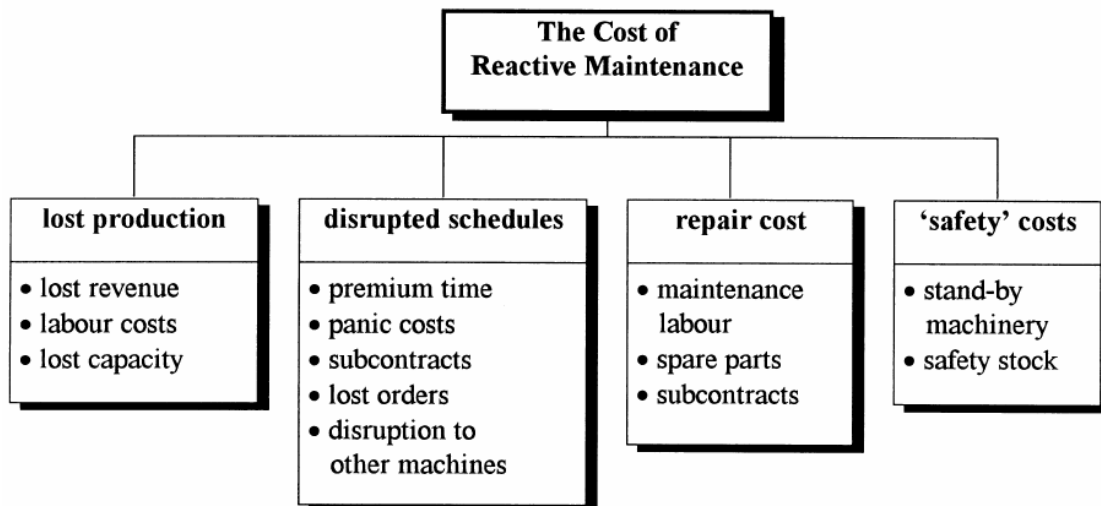 The Cost of
Reactive Maintenance
lost production
• lost revenue
• labour costs
• lost capacity
disrupted schedules
• premium time
• panic costs
• subcontracts
• lost orders
• disruption to
other machines
repair cost
• maintenance
labour
• spare parts
• subcontracts
‘safety’ costs
• stand-by
machinery
• safety stock